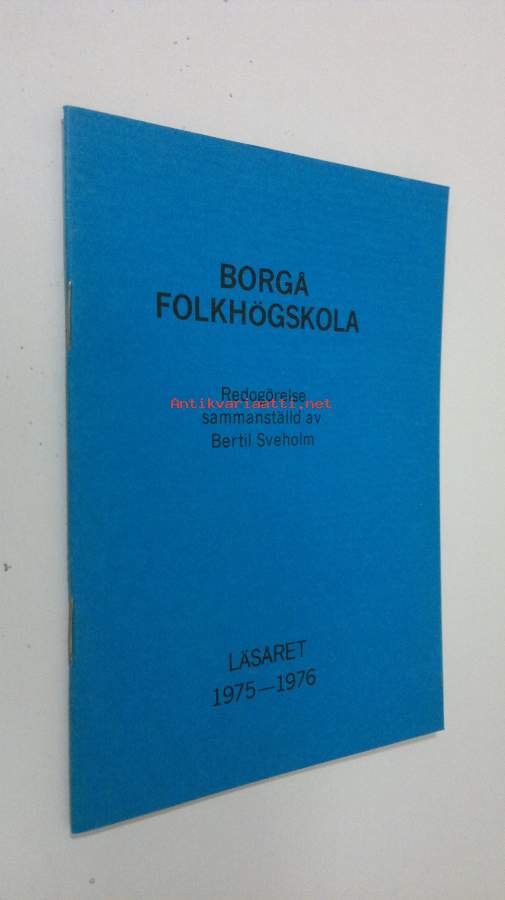 BORGÅ
FOLKHÖGSKOLA
Redogörelse
Antikvariaatti.net
sammanställd av
Bertil Sveholm
LÄSÅRET
1975—1976